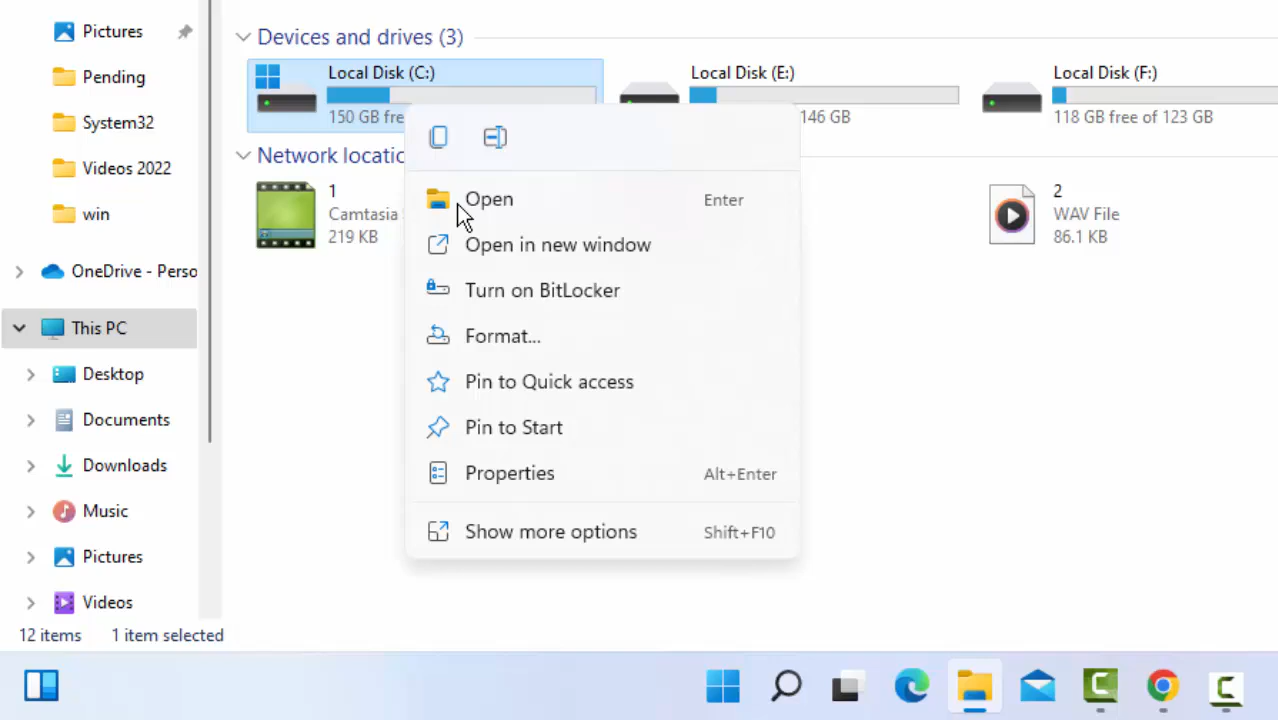 Pictures
Pending
System32
Videos 2022
win
OneDrive - Perso
This PC
Desktop
Documents
Downloads
Music
Pictures
Videos
12 items 1 item selected
Devices and drives (3)
Local Disk (C:)
150 GB fre
Local Disk (E:)
146 GB
Local Disk (F:)
118 GB free of 123 GB
Network locatio
1
Camtasia
219 KB
2
WAV File
86.1 KB
Open Enter
Open in new window
Turn on BitLocker
Format...
Pin to Quick access
Pin to Start
Properties Alt+Enter
Show more options Shift+F10